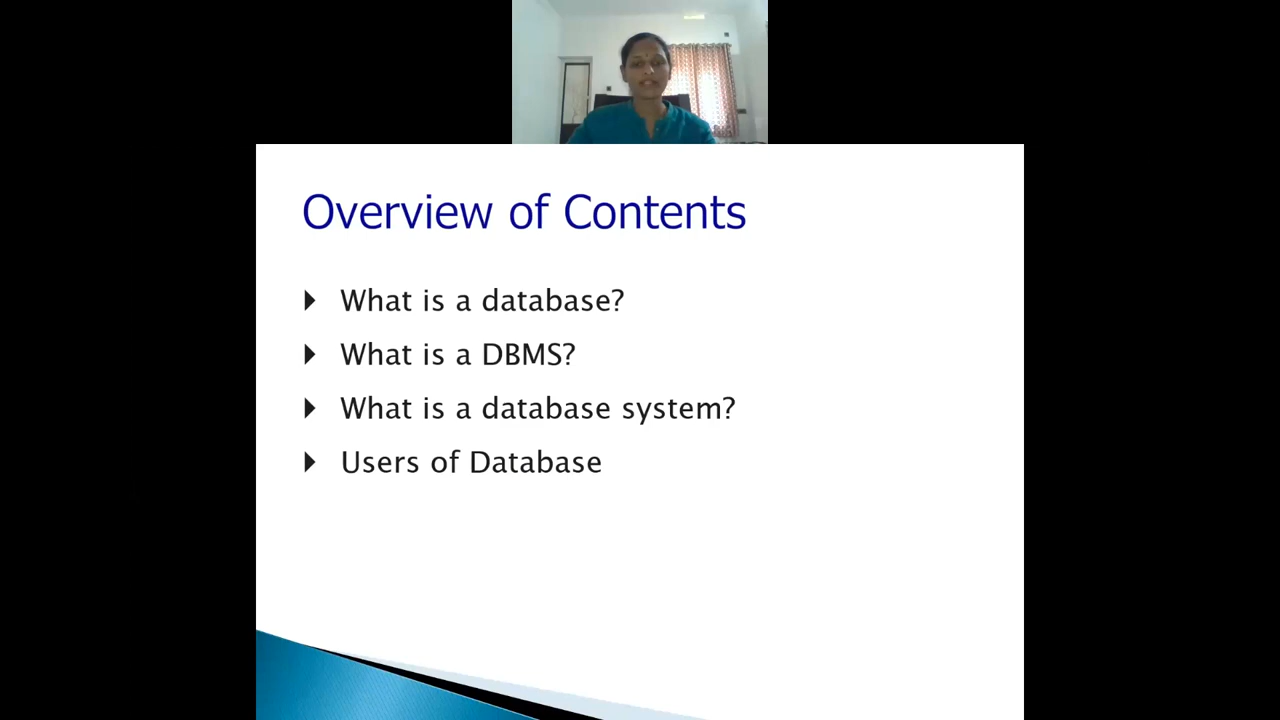 Overview of Contents
What is a database?
What is a DBMS?
What is a database system?
Users of Database